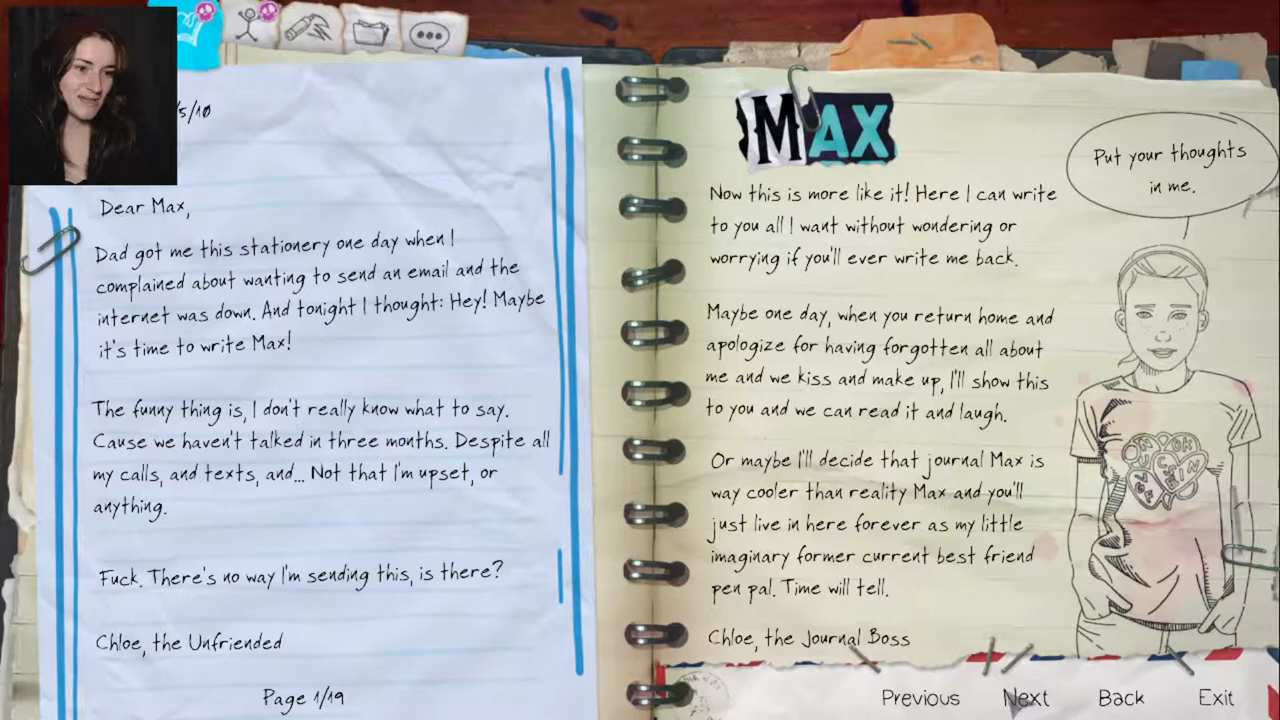 5/10
Dear Max,
Dad got me this stationery one day when I
complained about wanting to send an email and the
internet was down. And tonight I thought: Hey! Maybe
it's time to write Max!
The funny thing is, I don't really know what to say.
Cause we haven't talked in three months. Despite all
my calls, and texts, and... Not that I'm upset, or
anything.
Fuck. There's no way I'm sending this, is there?
Chloe, the Unfriended
Page 1/19
MAX
Now this is more like it! Here I can write
to you all I want without wondering or
worrying if you'll ever write me back.
Maybe one day, when you return home and
apologize for having forgotten all about
me and we kiss and make up, I'll show this
to you and we can read it and laugh.
Or maybe I'll decide that journal Max is
way cooler than reality Max and you'll
just live in here forever as my little
imaginary former current best friend
pen pal. Time will tell.
Chloe, the Journal Boss
Put your thoughts
in me.
Previous Next Back Exit